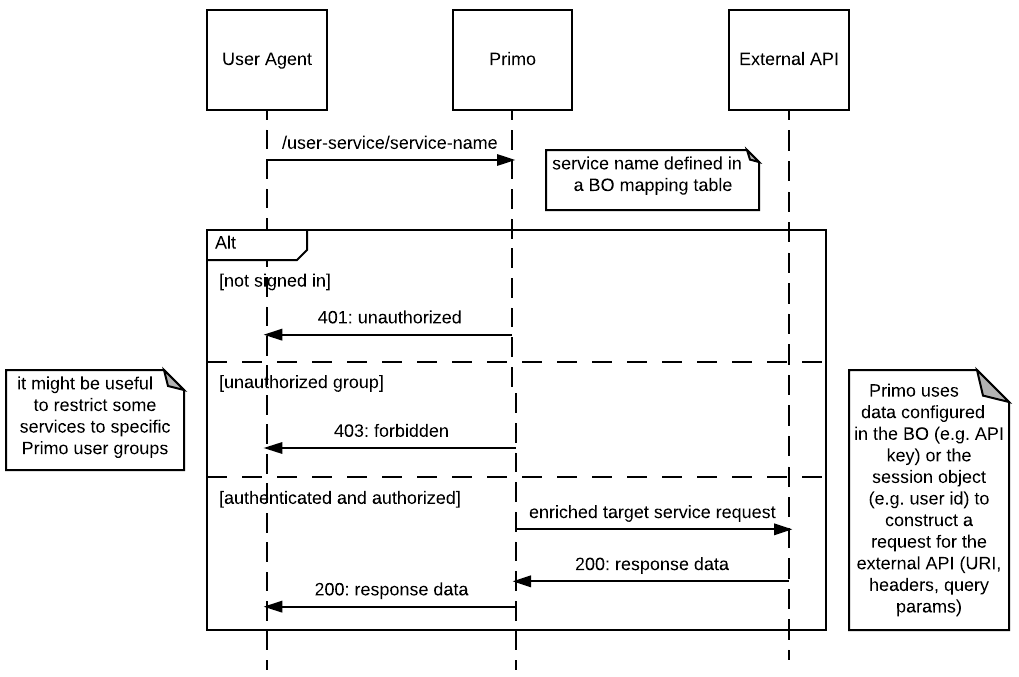 User Agent
Primo
External API
/user-service/service-name
service name defined in
a BO mapping table
Alt
[not signed in]
401: unauthorized
[unauthorized group]
403: forbidden
it might be useful
to restrict some
services to specific
Primo user groups
[authenticated and authorized]
enriched target service request
200: response data
200: response data
Primo uses
data configured
in the BO (e.g. API
key) or the
session object
(e.g. user id) to
construct a
request for the
external API (URI,
headers, query
params)